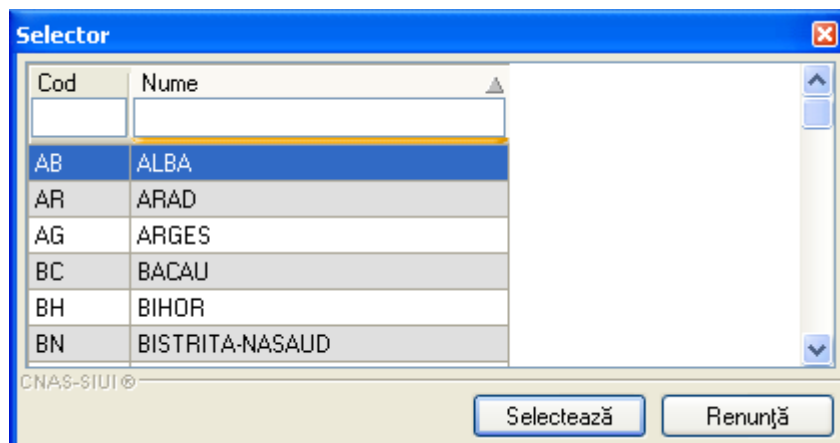 Selector
Cod Nume
AB ALBA
AR ARAD
AG ARGES
BC BACAU
BH BIHOR
BN BISTRITA-NASAUD
CNAS-SIUI ®
Selectează Renunţă